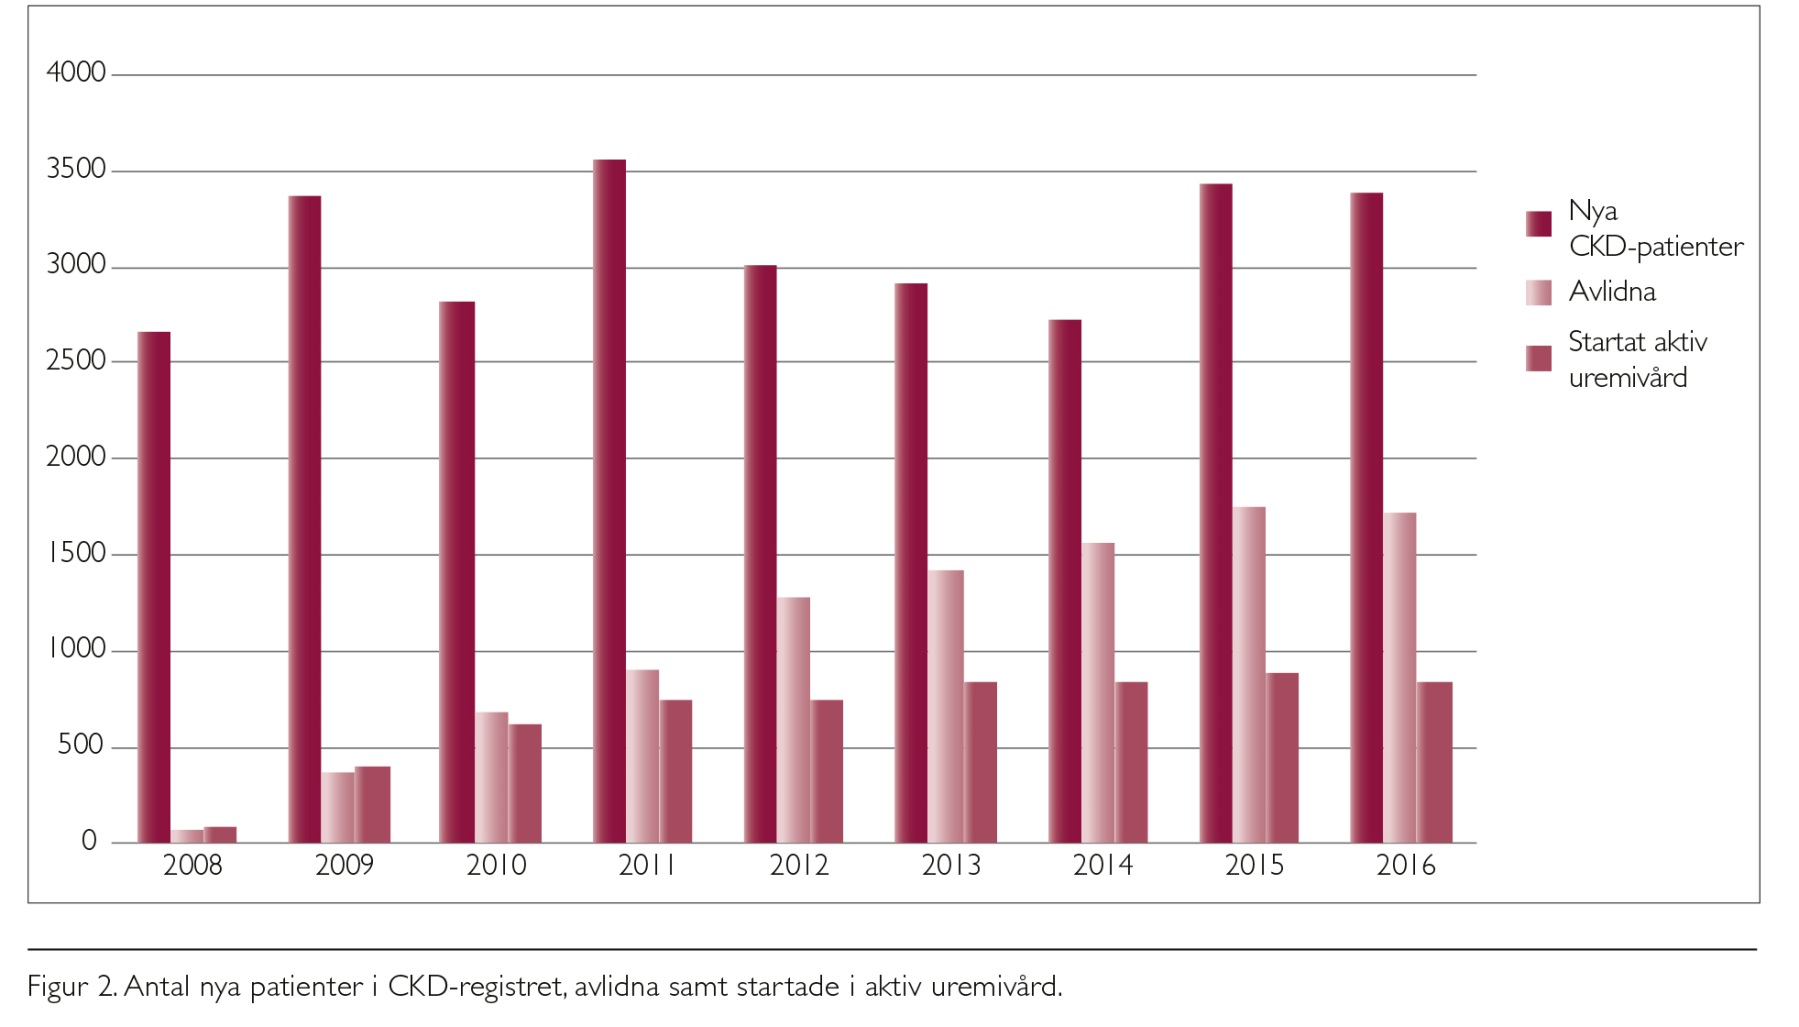 4000
3500
3000
2500
2000
1500
1000
500
0
2008 2009 2010 2011 2012 2013 2014 2015 2016
Nya
CKD-patienter
Avlidna
Startat aktiv
uremivård
Figur 2. Antal nya patienter i CKD-registret, avlidna samt startade i aktiv uremivård.